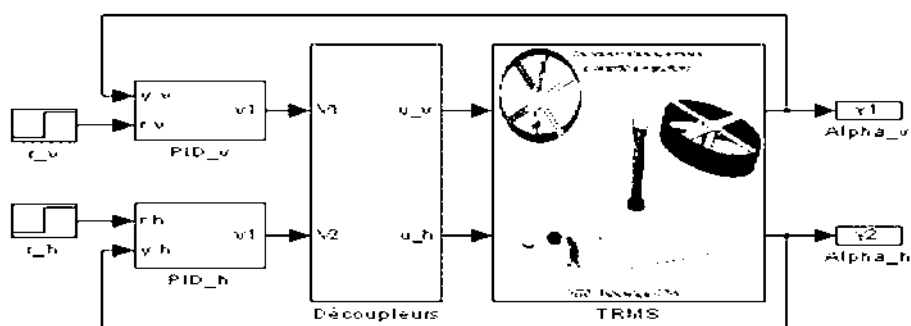 y_v
r_v
v1
r_v
PID_v
V1
u_v
y1
Alpha_v
r_h
r.h
y_h
v1
PID_h
V2
u_h
y2
Alpha_h
Découpleurs
TRMS